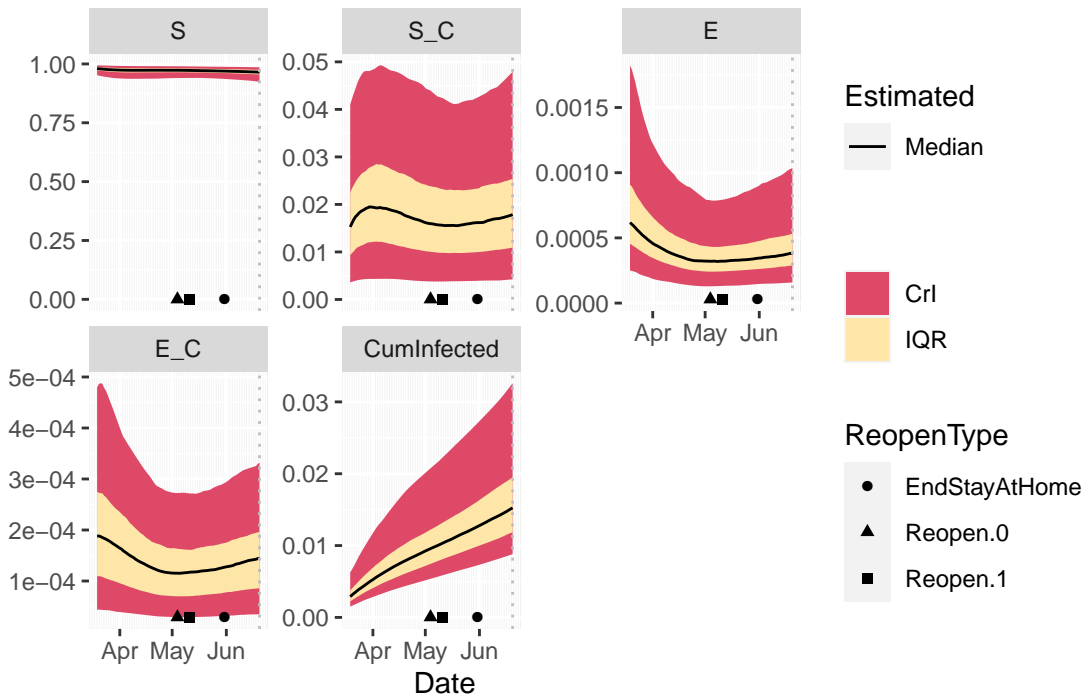 S
S_C
E
1.00
0.75
0.50
0.25
0.00
0.05
0.04
0.03
0.02
0.01
0.00
0.0015
0.0010
0.0005
0.0000
Apr May Jun
E_C
CumInfected
5e−04
4e−04
3e−04
2e−04
1e−04
0.03
0.02
0.01
0.00
Apr May Jun
Apr May Jun
Date
Estimated
Median
CrI
IQR
ReopenType
EndStayAtHome
Reopen.0
Reopen.1